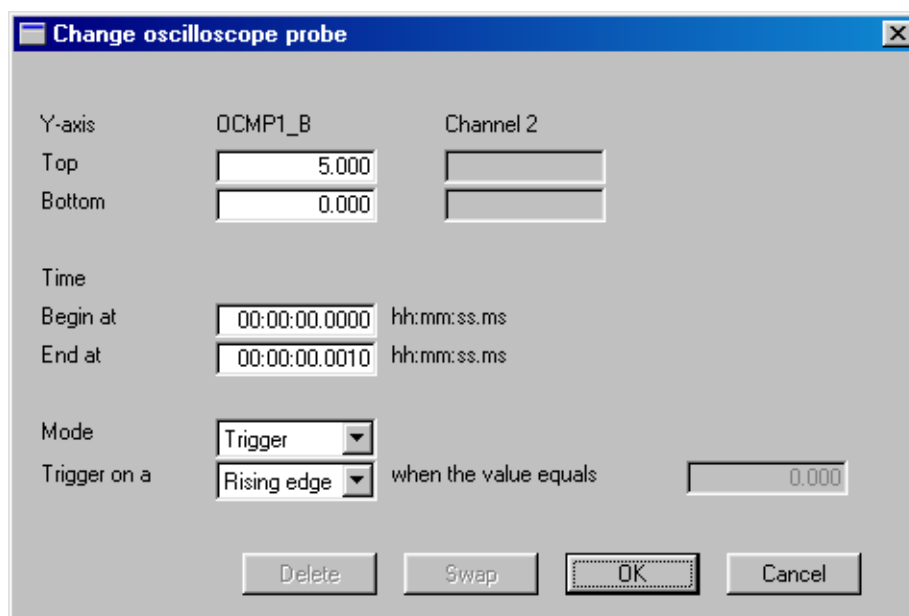 Change oscilloscope probe
Y-axis OCMP1_B Channel 2
Top 5.000
Bottom 0.000
Time
Begin at 00:00:00.0000 hh:mm:ss.ms
End at 00:00:00.0010 hh:mm:ss.ms
Mode Trigger
Trigger on a Rising edge when the value equals 0.000
Delete Swap OK Cancel